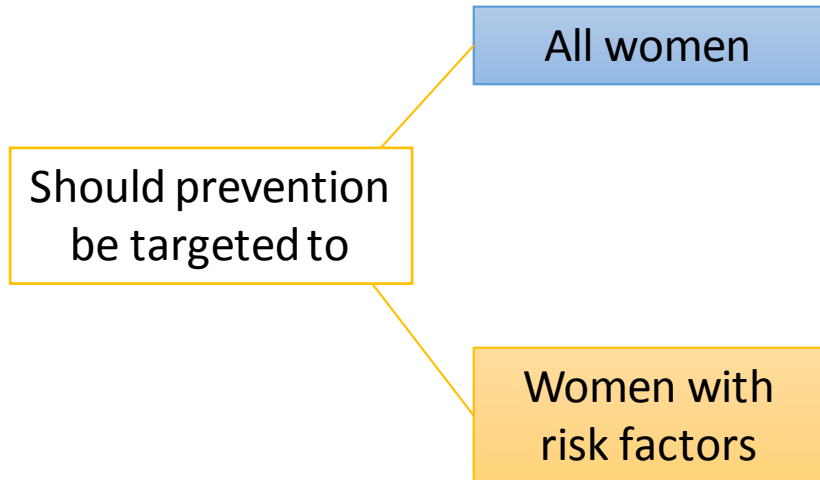 All women
Should prevention
be targeted to
Women with
risk factors